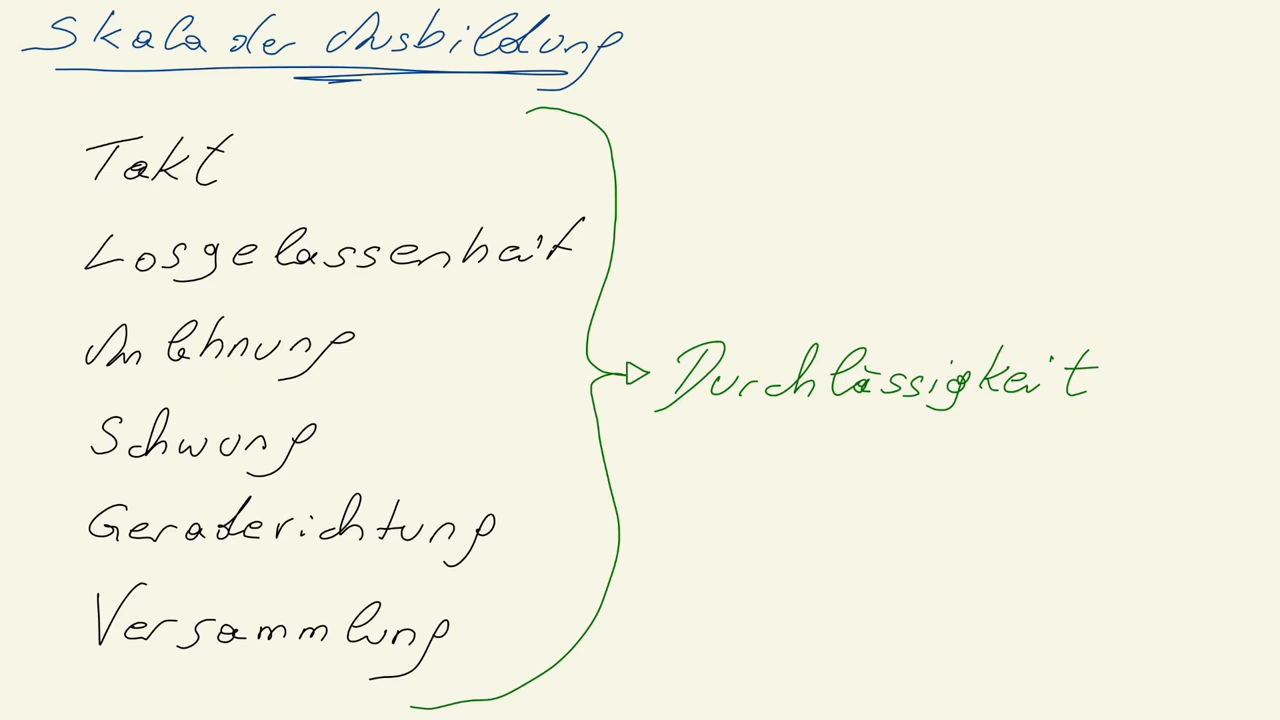 Skala der Ausbildung
Takt
Losgelassenheit
Anlehnung
Schwung
Geraderichtung
Versammlung
Durchlässigkeit